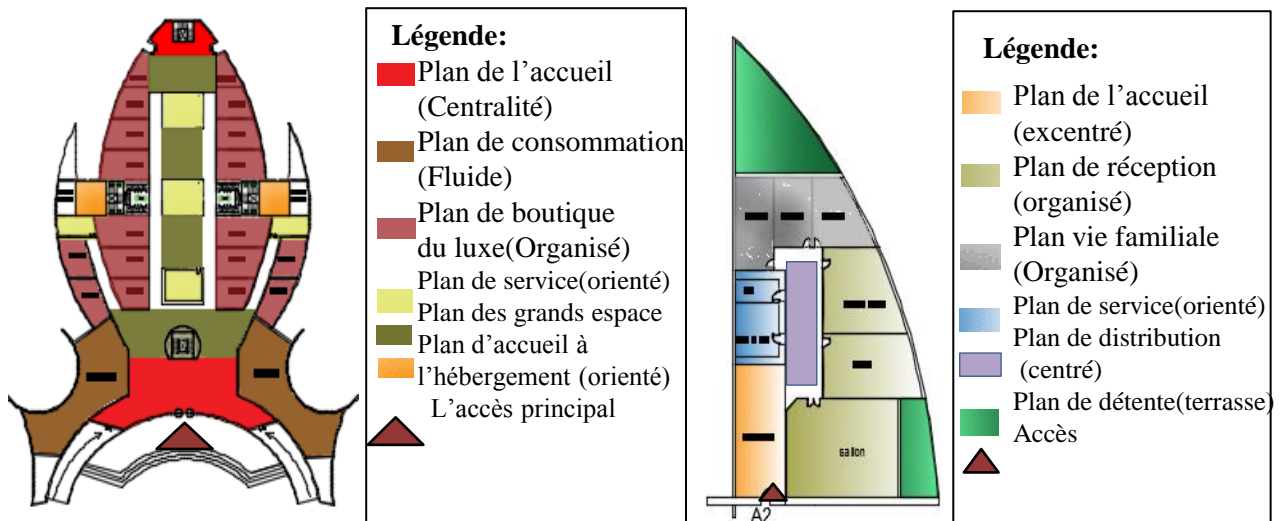 Légende:
Plan de l'accueil
(Centralité)
Plan de consommation
(Fluide)
Plan de boutique
du luxe(Organisé)
Plan de service(orienté)
Plan des grands espace
Plan d'accueil à
l'hébergement (orienté)
L'accès principal
sallon
A2
Légende:
Plan de l'accueil
(excentré)
Plan de réception
(organisé)
Plan vie familiale
(Organisé)
Plan de service(orienté)
Plan de distribution
(centré)
Plan de détente(terrasse)
Accès